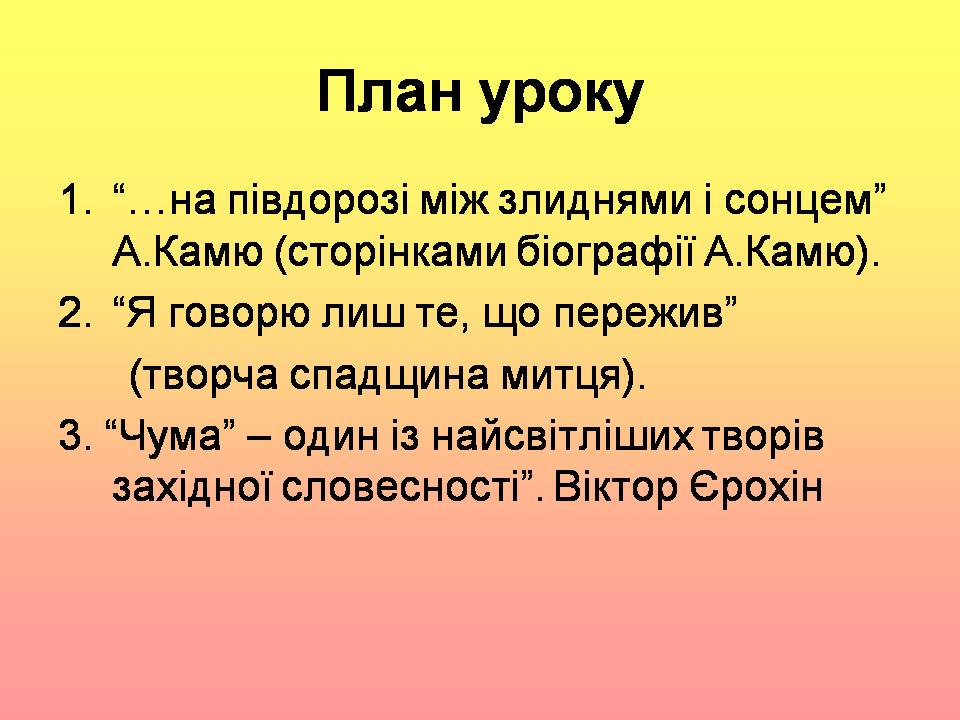 План уроку
1. “…на півдорозі між злиднями і сонцем”
А.Камю (сторінками біографії А.Камю).
2. “Я говорю лиш те, що пережив”
(творча спадщина митця).
3. “Чума” – один із найсвітліших творів
західної словесності”. Віктор Єрохін